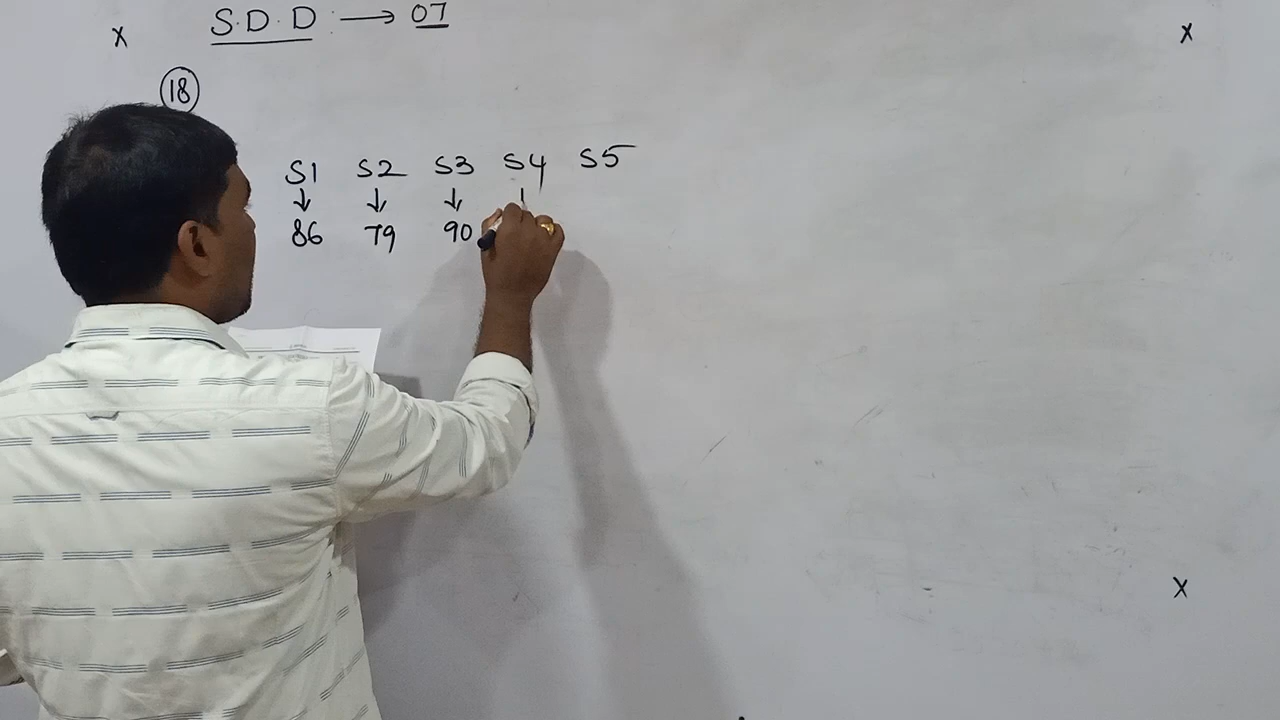 x S.D.D → 07 x
18
S1 S2 S3 S4 S5
↓ ↓ ↓
86 79 90
x